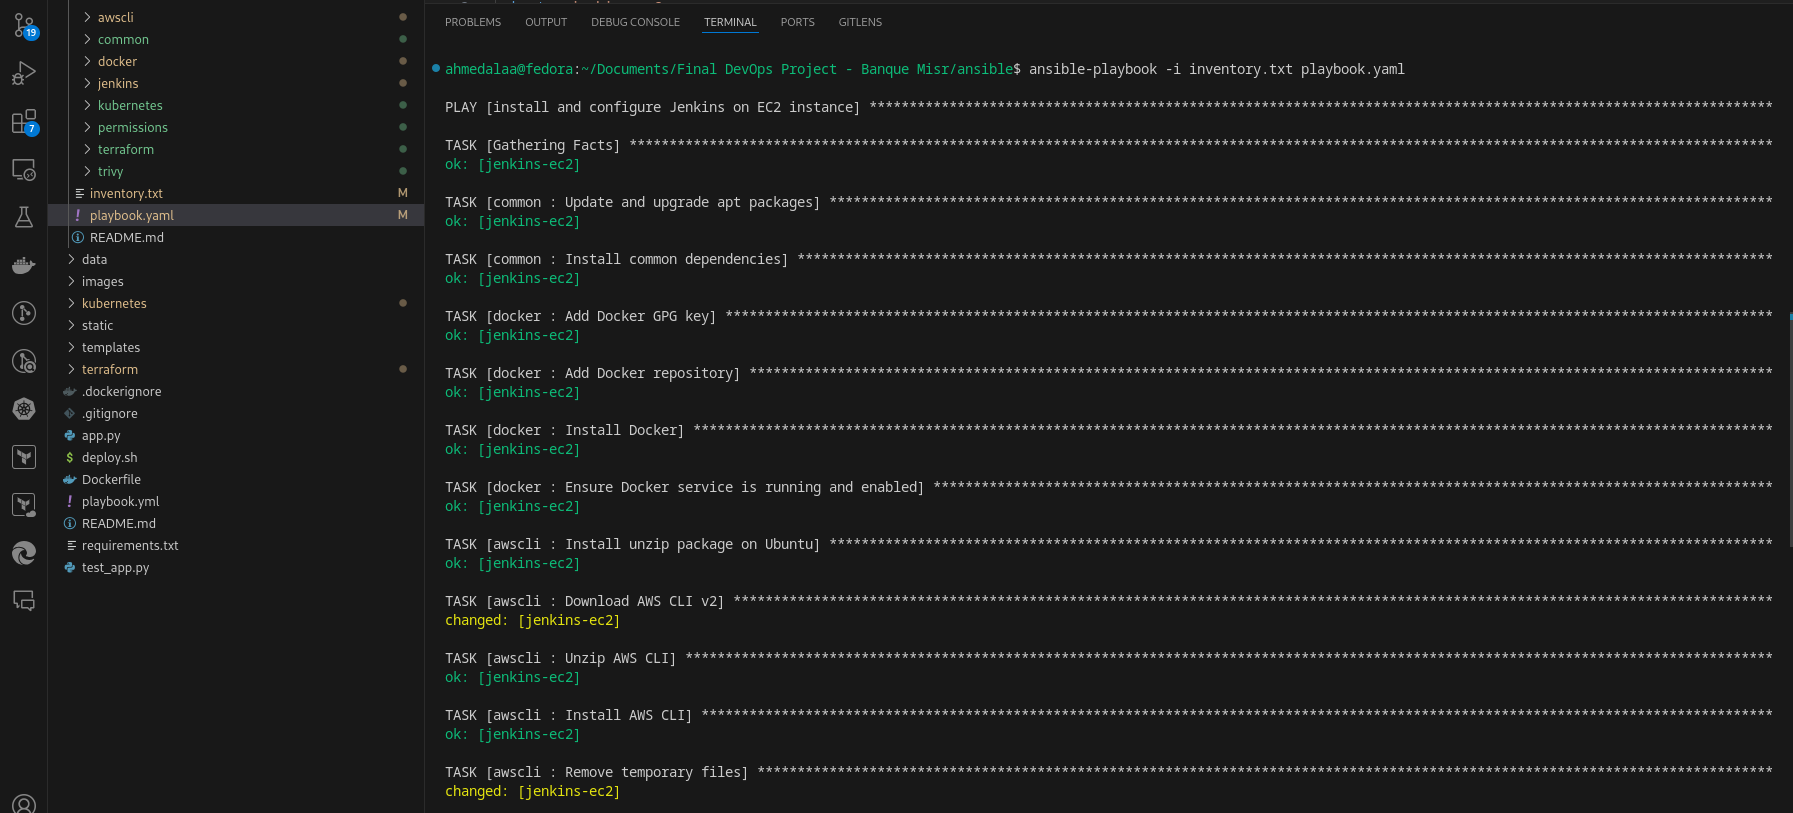 19
7
awscli
common
docker
jenkins
kubernetes
permissions
terraform
trivy
inventory.txt M
playbook.yaml M
README.md
data
images
kubernetes
static
templates
terraform
.dockerignore
.gitignore
app.py
deploy.sh
Dockerfile
playbook.yml
README.md
requirements.txt
test_app.py
PROBLEMS OUTPUT DEBUG CONSOLE TERMINAL PORTS GITLENS
ahmedalaa@fedora:~/Documents/Final DevOps Project - Banque Misr/ansible$ ansible-playbook -i inventory.txt playbook.yaml
PLAY [install and configure Jenkins on EC2 instance] *****************************************************************************************************************
TASK [Gathering Facts] ***********************************************************************************************************************************************
ok: [jenkins-ec2]
TASK [common : Update and upgrade apt packages] **********************************************************************************************************************
ok: [jenkins-ec2]
TASK [common : Install common dependencies] **************************************************************************************************************************
ok: [jenkins-ec2]
TASK [docker : Add Docker GPG key] ***********************************************************************************************************************************
ok: [jenkins-ec2]
TASK [docker : Add Docker repository] ********************************************************************************************************************************
ok: [jenkins-ec2]
TASK [docker : Install Docker] ***************************************************************************************************************************************
ok: [jenkins-ec2]
TASK [docker : Ensure Docker service is running and enabled] *********************************************************************************************************
ok: [jenkins-ec2]
TASK [awscli : Install unzip package on Ubuntu] **********************************************************************************************************************
ok: [jenkins-ec2]
TASK [awscli : Download AWS CLI v2] **********************************************************************************************************************************
changed: [jenkins-ec2]
TASK [awscli : Unzip AWS CLI] ****************************************************************************************************************************************
ok: [jenkins-ec2]
TASK [awscli : Install AWS CLI] **************************************************************************************************************************************
ok: [jenkins-ec2]
TASK [awscli : Remove temporary files] *******************************************************************************************************************************
changed: [jenkins-ec2]